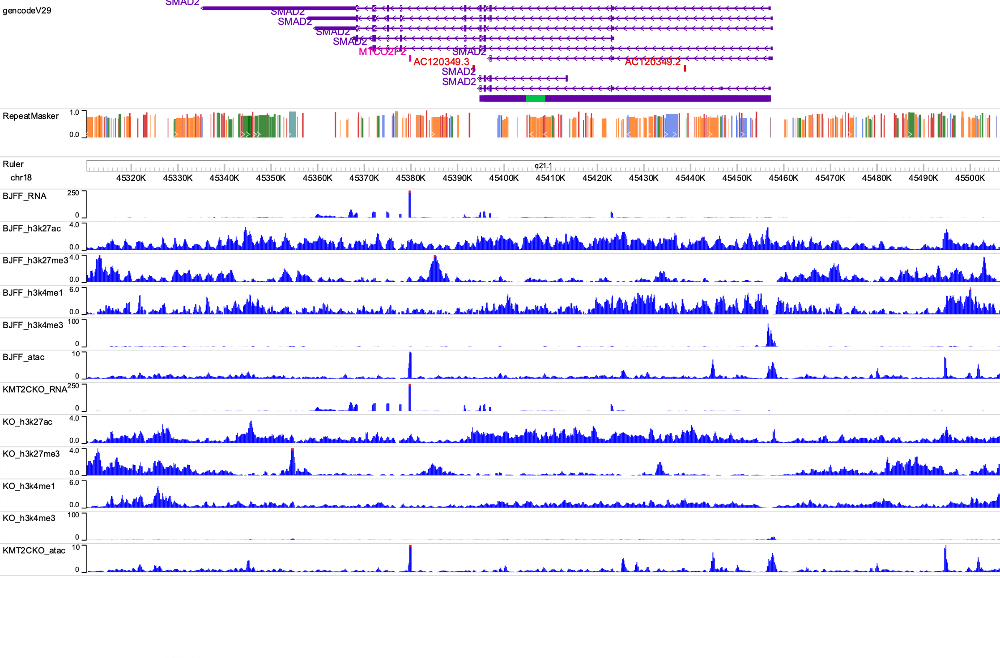 SMAD2
gencodeV29
SMAD2
SMAD2
SMAD2
SMAD2
MTCO2P2 SMAD2
AC120349.3 AC120349.2
SMAD2
SMAD2
RepeatMasker 1.0
0.0
Ruler q21.1
chr18 45320K 45330K 45340K 45350K 45360K 45370K 45380K 45390K 45400K 45410K 45420K 45430K 45440K 45450K 45460K 45470K 45480K 45490K 45500K
BJFF_RNA 250
0
BJFF_h3k27ac 4.0
0.0
BJFF_h3k27me3 4.0
0.0
BJFF_h3k4me1 6.0
0.0
BJFF_h3k4me3 100
0
BJFF_atac 10
0
KMT2CKO_RNA 250
0
KO_h3k27ac 4.0
0.0
KO_h3k27me3 4.0
0.0
KO_h3k4me1 6.0
0.0
KO_h3k4me3 100
0
KMT2CKO_atac 10
0